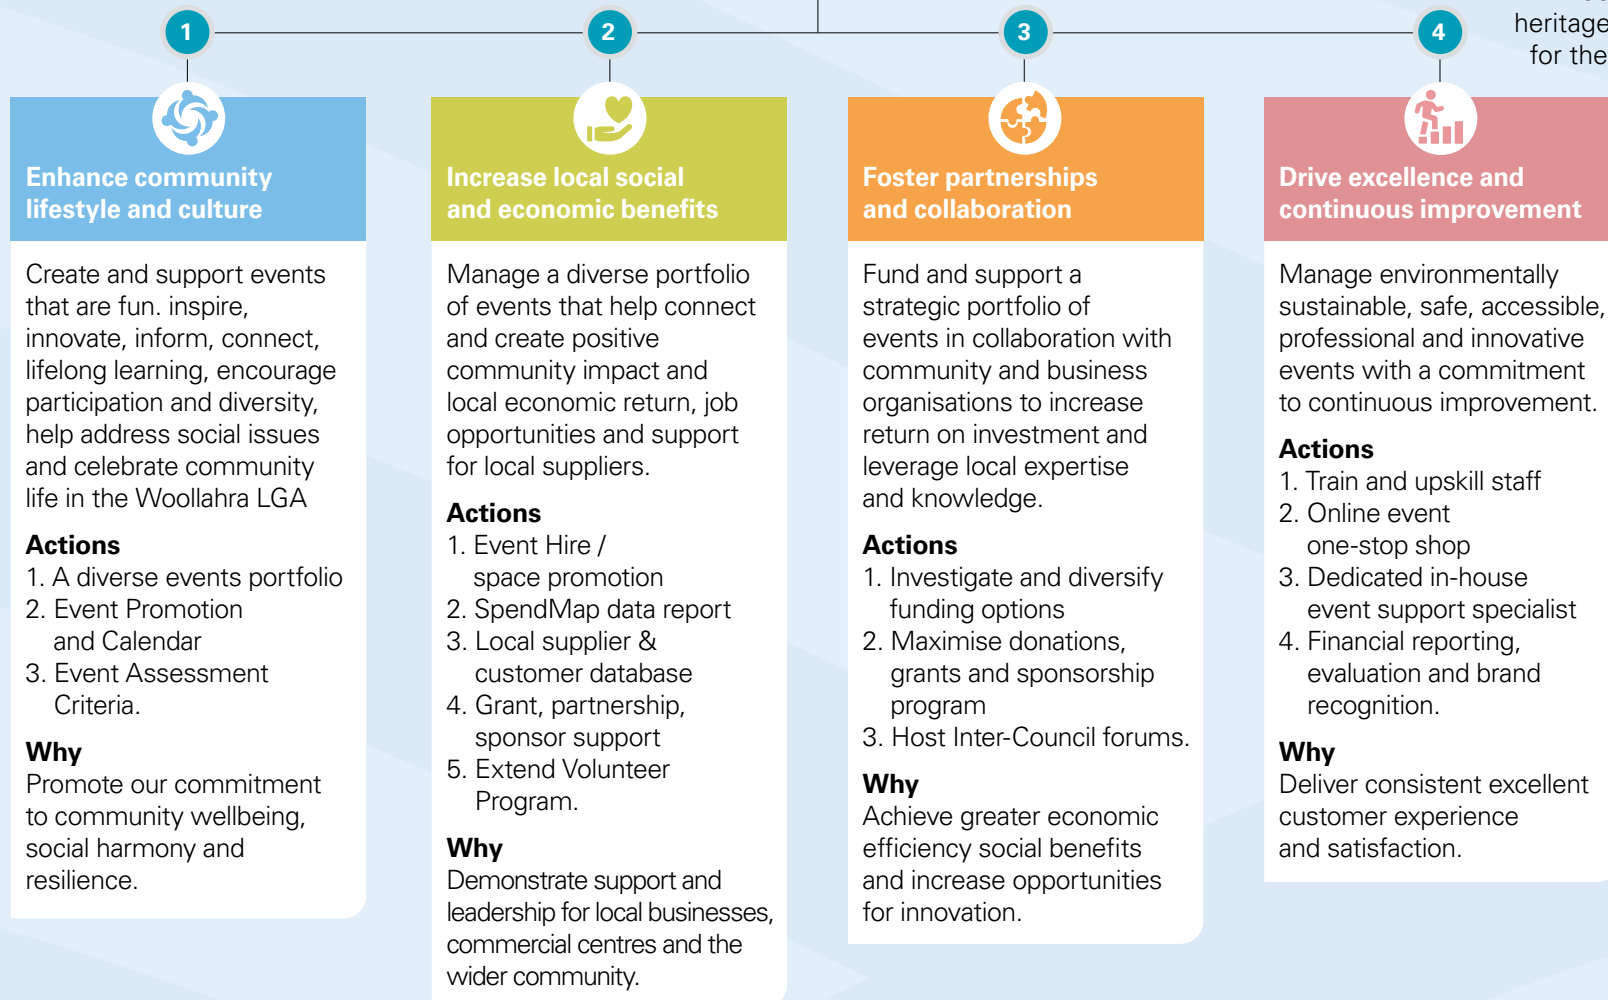 1
2
3
4
heritage
for the
Enhance community
lifestyle and culture
Create and support events
that are fun. inspire,
innovate, inform, connect,
lifelong learning, encourage
participation and diversity,
help address social issues
and celebrate community
life in the Woollahra LGA
Actions
1. A diverse events portfolio
2. Event Promotion
and Calendar
3. Event Assessment
Criteria.
Why
Promote our commitment
to community wellbeing,
social harmony and
resilience.
Increase local social
and economic benefits
Manage a diverse portfolio
of events that help connect
and create positive
community impact and
local economic return, job
opportunities and support
for local suppliers.
Actions
1. Event Hire /
space promotion
2. SpendMap data report
3. Local supplier &
customer database
4. Grant, partnership,
sponsor support
5. Extend Volunteer
Program.
Why
Demonstrate support and
leadership for local businesses,
commercial centres and the
wider community.
Foster partnerships
and collaboration
Fund and support a
strategic portfolio of
events in collaboration with
community and business
organisations to increase
return on investment and
leverage local expertise
and knowledge.
Actions
1. Investigate and diversify
funding options
2. Maximise donations,
grants and sponsorship
program
3. Host Inter-Council forums.
Why
Achieve greater economic
efficiency social benefits
and increase opportunities
for innovation.
Drive excellence and
continuous improvement
Manage environmentally
sustainable, safe, accessible,
professional and innovative
events with a commitment
to continuous improvement.
Actions
1. Train and upskill staff
2. Online event
one-stop shop
3. Dedicated in-house
event support specialist
4. Financial reporting,
evaluation and brand
recognition.
Why
Deliver consistent excellent
customer experience
and satisfaction.